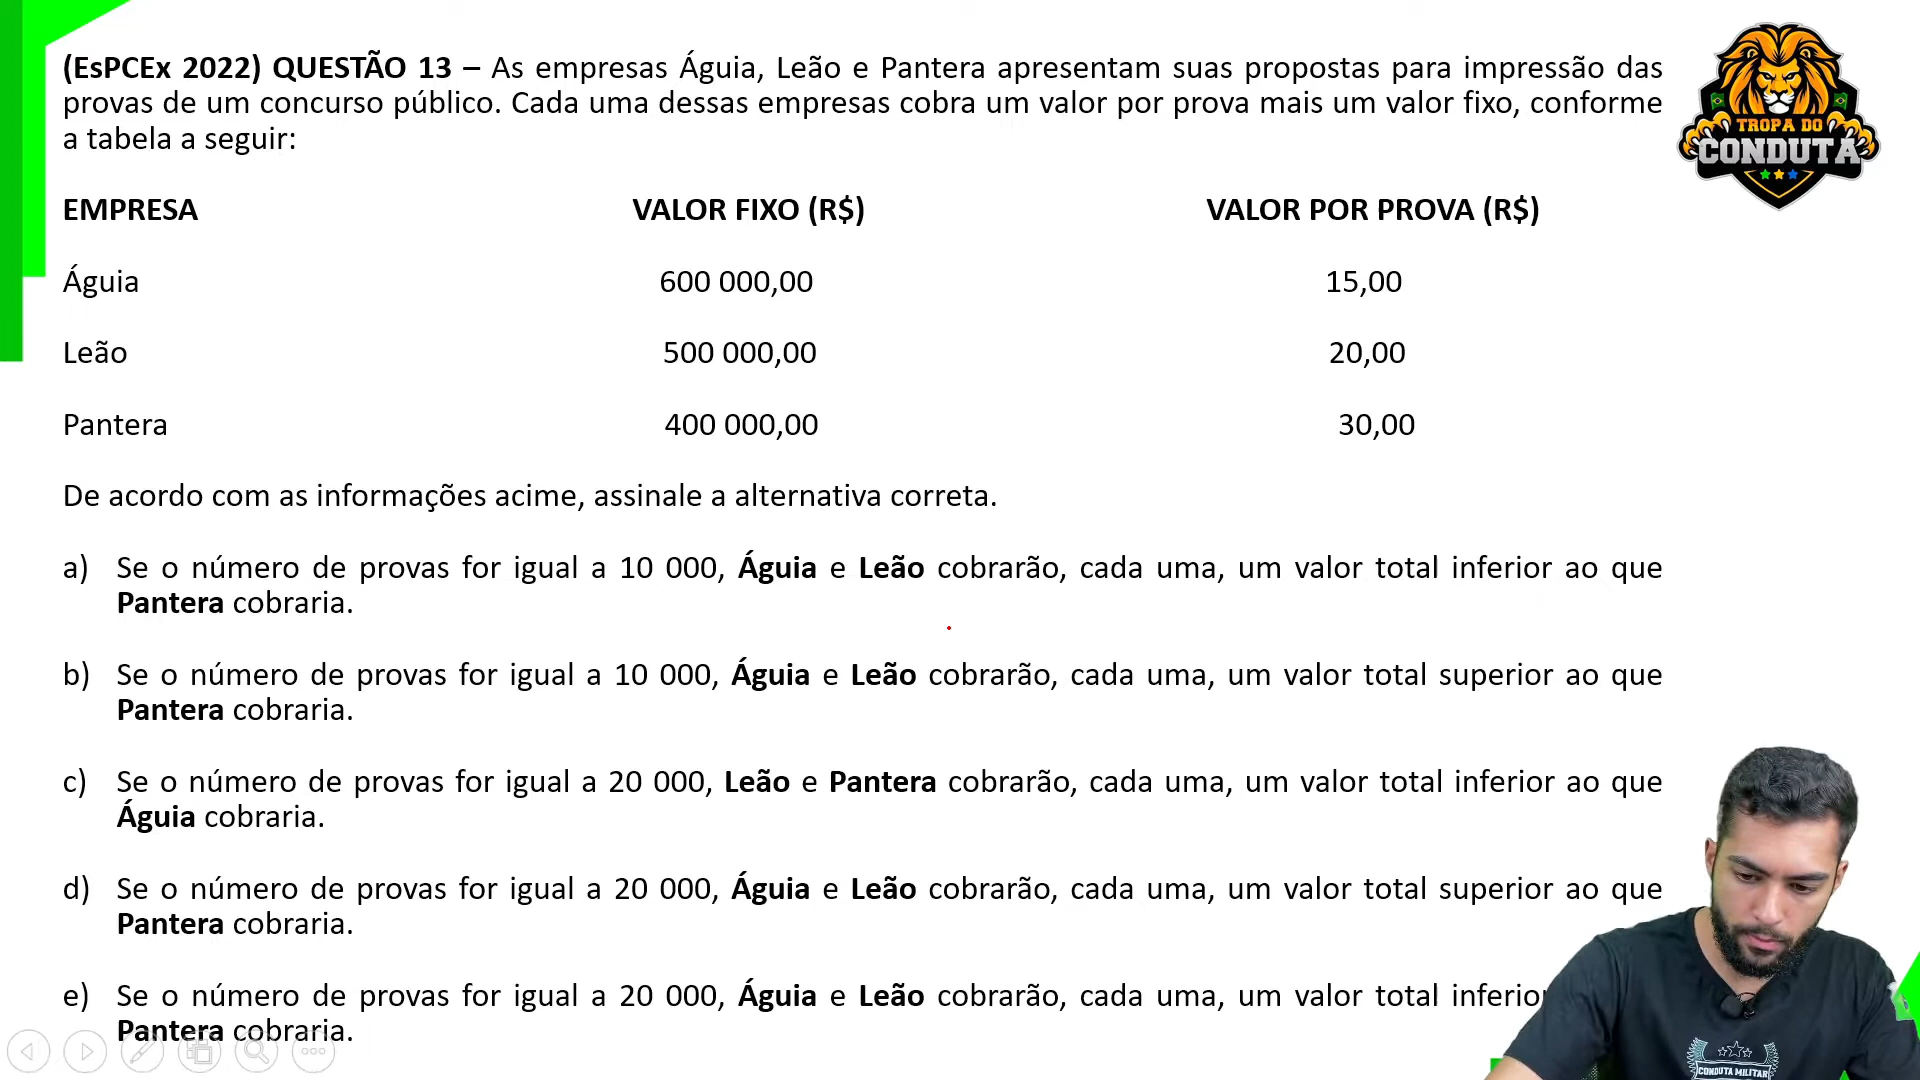 (EsPCEx 2022) QUESTÃO 13 – As empresas Águia, Leão e Pantera apresentam suas propostas para impressão das
provas de um concurso público. Cada uma dessas empresas cobra um valor por prova mais um valor fixo, conforme
a tabela a seguir:
TROPA DO
CONDUTA
EMPRESA VALOR FIXO (R$) VALOR POR PROVA (R$)
Águia 600 000,00 15,00
Leão 500 000,00 20,00
Pantera 400 000,00 30,00
De acordo com as informações acime, assinale a alternativa correta.
a) Se o número de provas for igual a 10 000, Águia e Leão cobrarão, cada uma, um valor total inferior ao que
Pantera cobraria.
b) Se o número de provas for igual a 10 000, Águia e Leão cobrarão, cada uma, um valor total superior ao que
Pantera cobraria.
c) Se o número de provas for igual a 20 000, Leão e Pantera cobrarão, cada uma, um valor total inferior ao que
Águia cobraria.
d) Se o número de provas for igual a 20 000, Águia e Leão cobrarão, cada uma, um valor total superior ao que
Pantera cobraria.
e) Se o número de provas for igual a 20 000, Águia e Leão cobrarão, cada uma, um valor total
Pantera cobraria.
CONDUTA MILITAR